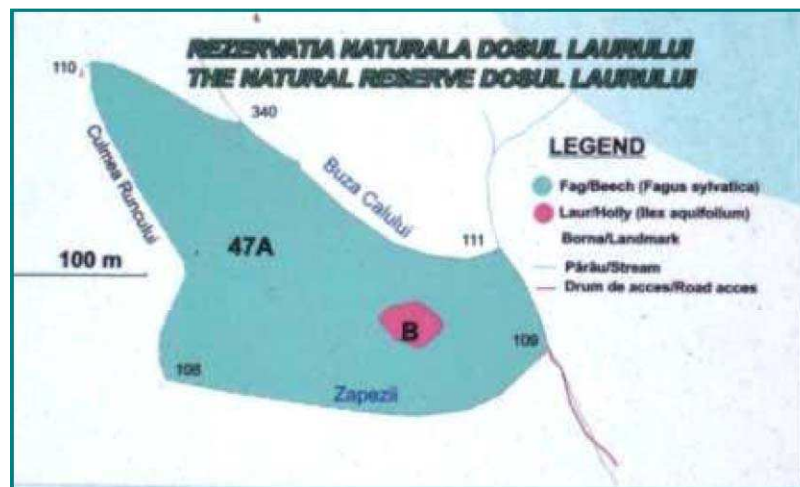 REZERVATIA NATURALA DOSUL LAURULUI
THE NATURAL RESERVE DOSUL LAURULUI
110
340
Culmea Runcului
Buza Calului
LEGEND
Fag/Beech (Fagus sylvatica)
Laur/Holly (Ilex aquifolium)
Borna/Landmark
Pârâu/Stream
Drum de acces/Road acces
111
47A
100 m
B
109
108
Zapezii